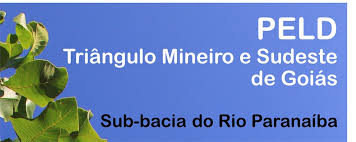 PELD
Triângulo Mineiro e Sudeste
de Goiás
Sub-bacia do Rio Paranaíba